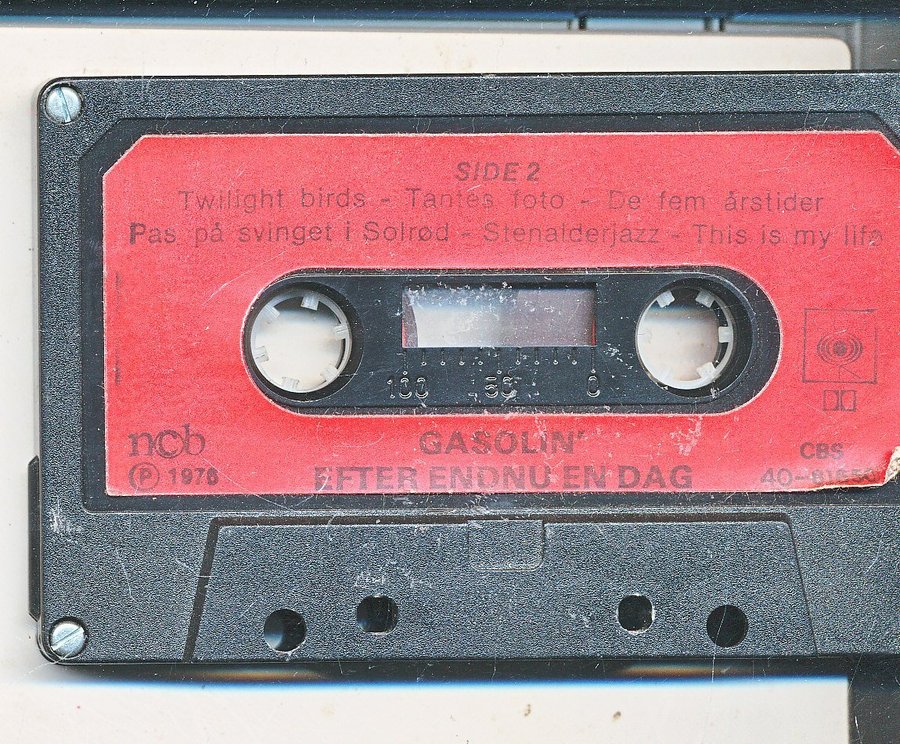 SIDE 2
Twilight birds - Tantes foto - De fem årstider
Pas på svinget i Solrød - Stenalderjazz - This is my life
100 50 0
ncb
GASOLIN'
CBS
Ⓟ 1976
EFTER ENDNU EN DAG